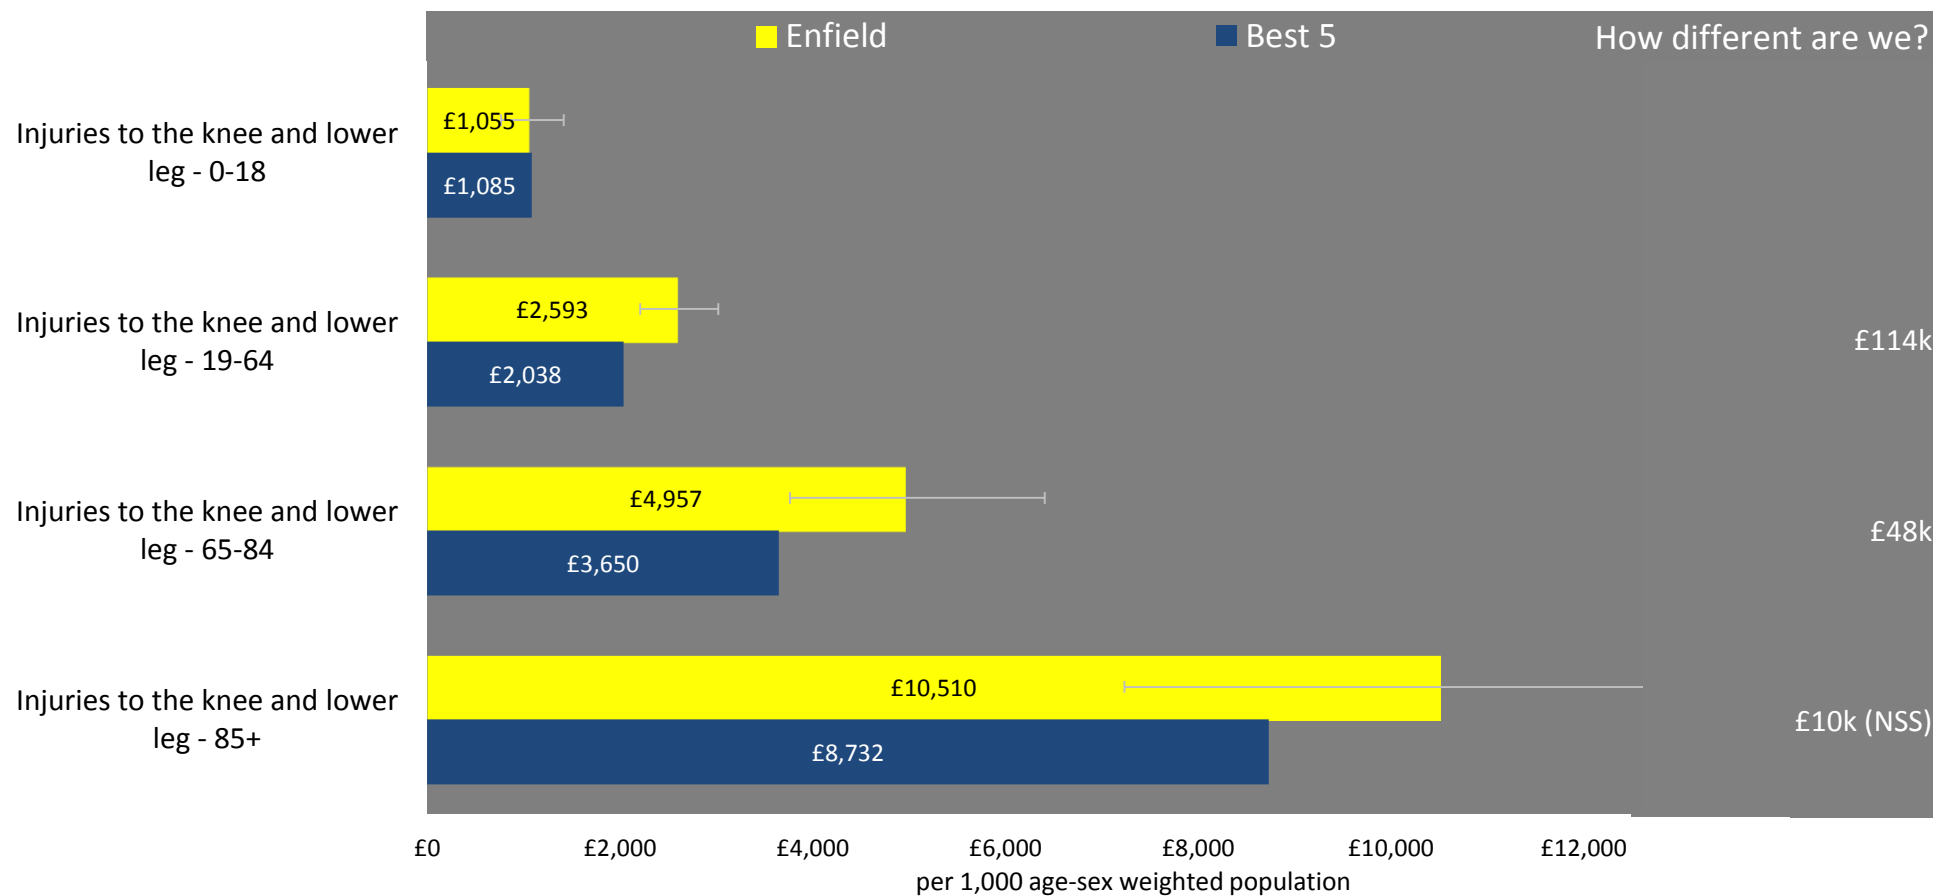 Enfield
Best 5
How different are we?
Injuries to the knee and lower
leg - 0-18
£1,055
£1,085
Injuries to the knee and lower
leg - 19-64
£2,593
£2,038
£114k
Injuries to the knee and lower
leg - 65-84
£4,957
£3,650
£48k
Injuries to the knee and lower
leg - 85+
£10,510
£8,732
£10k (NSS)
£0 £2,000 £4,000 £6,000 £8,000 £10,000 £12,000
per 1,000 age-sex weighted population